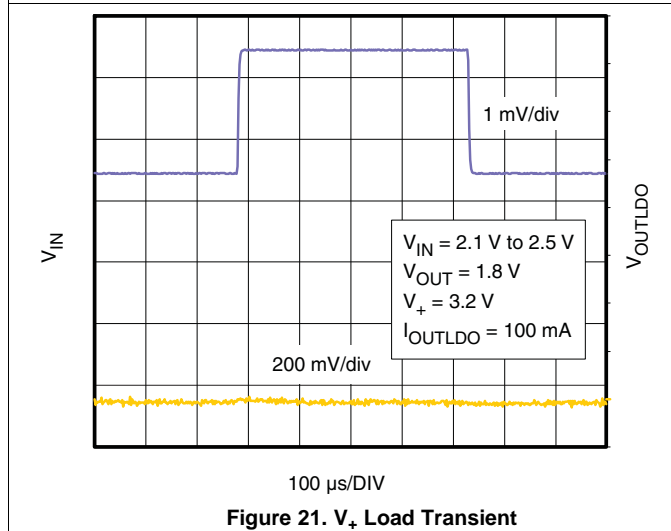 1 mV/div
V_IN
V_OUTLDO
V_IN = 2.1 V to 2.5 V
V_OUT = 1.8 V
V_+ = 3.2 V
I_OUTLDO = 100 mA
200 mV/div
100 µs/DIV
Figure 21. V_+ Load Transient